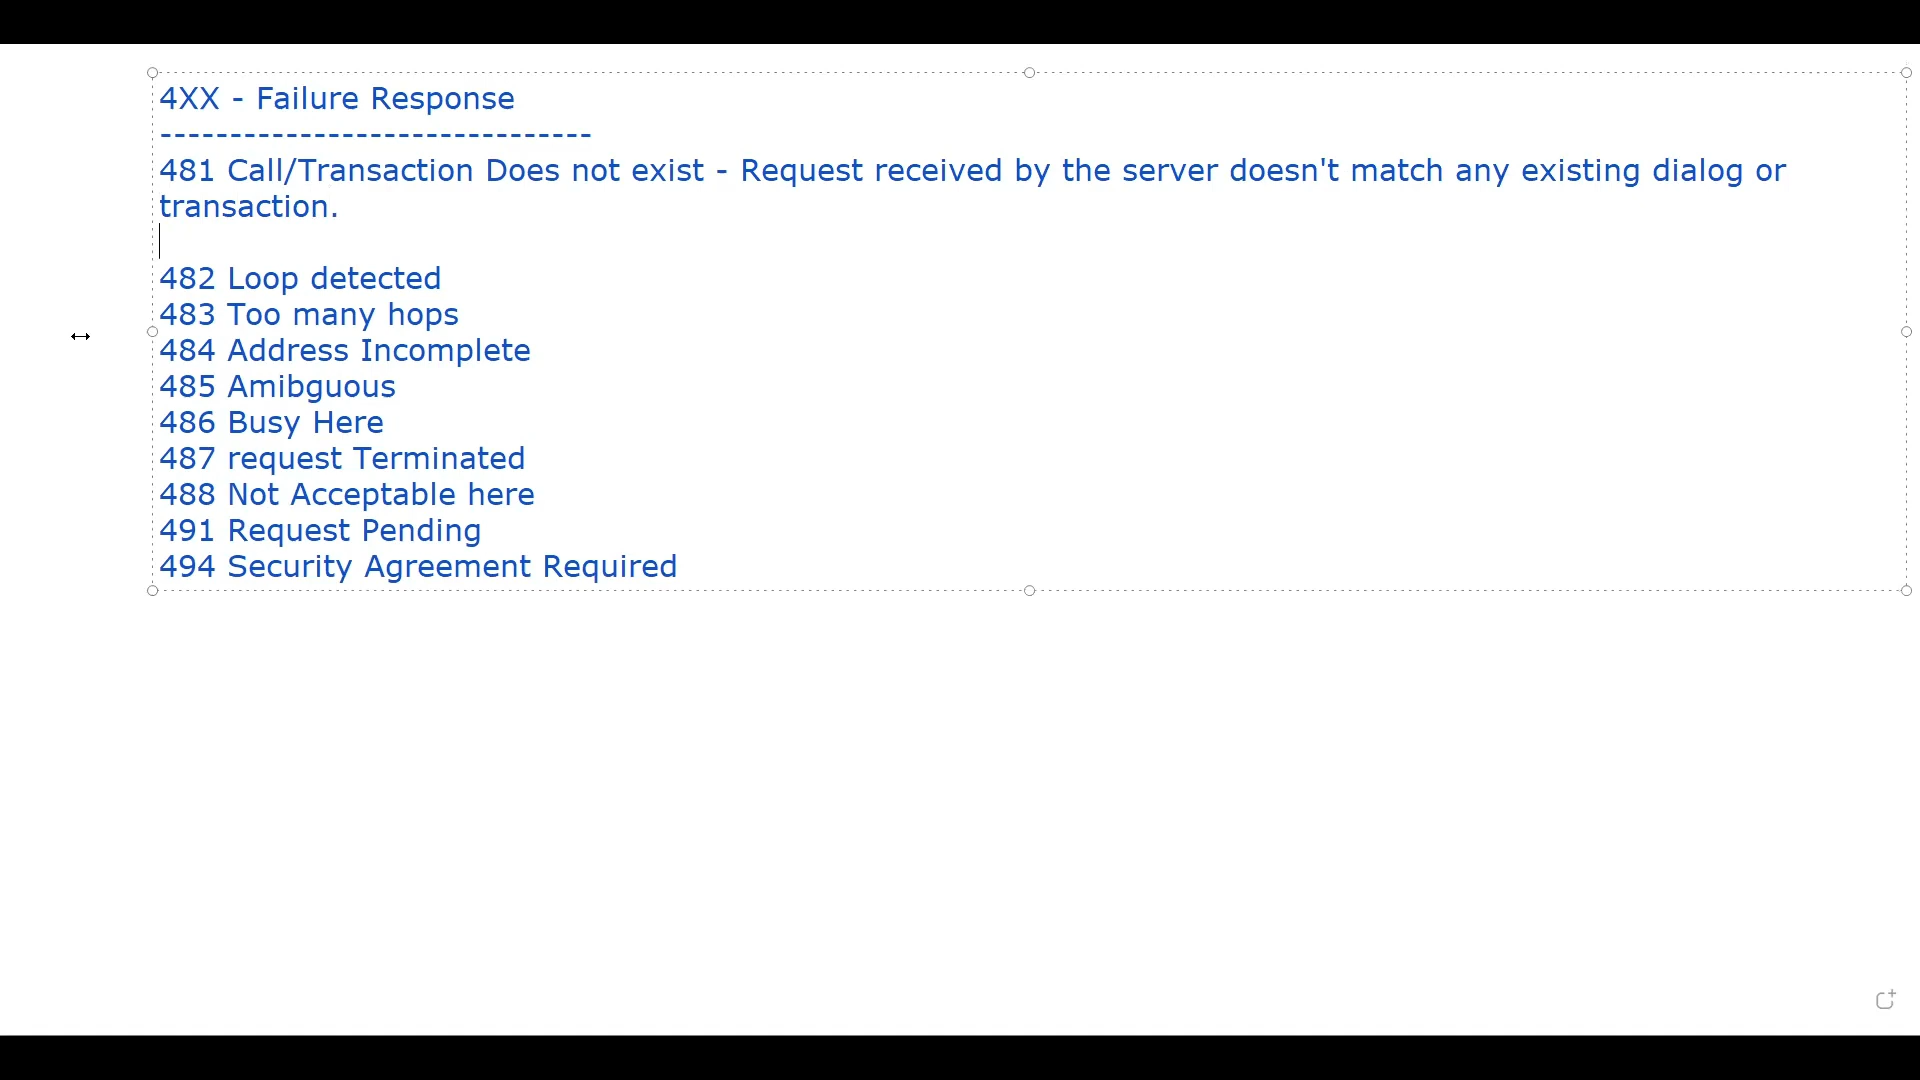 4XX - Failure Response
-------------------------------
481 Call/Transaction Does not exist - Request received by the server doesn't match any existing dialog or
transaction.
482 Loop detected
483 Too many hops
484 Address Incomplete
485 Amibguous
486 Busy Here
487 request Terminated
488 Not Acceptable here
491 Request Pending
494 Security Agreement Required